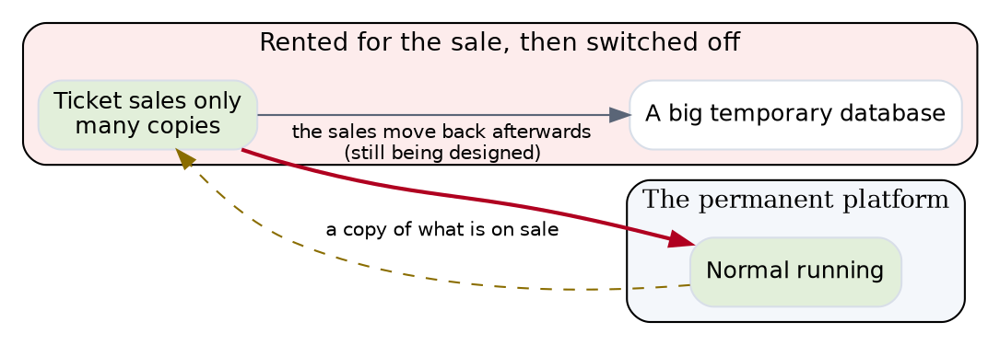 Rented for the sale, then switched off
Ticket sales only
many copies
A big temporary database
the sales move back afterwards
(still being designed)
The permanent platform
a copy of what is on sale
Normal running